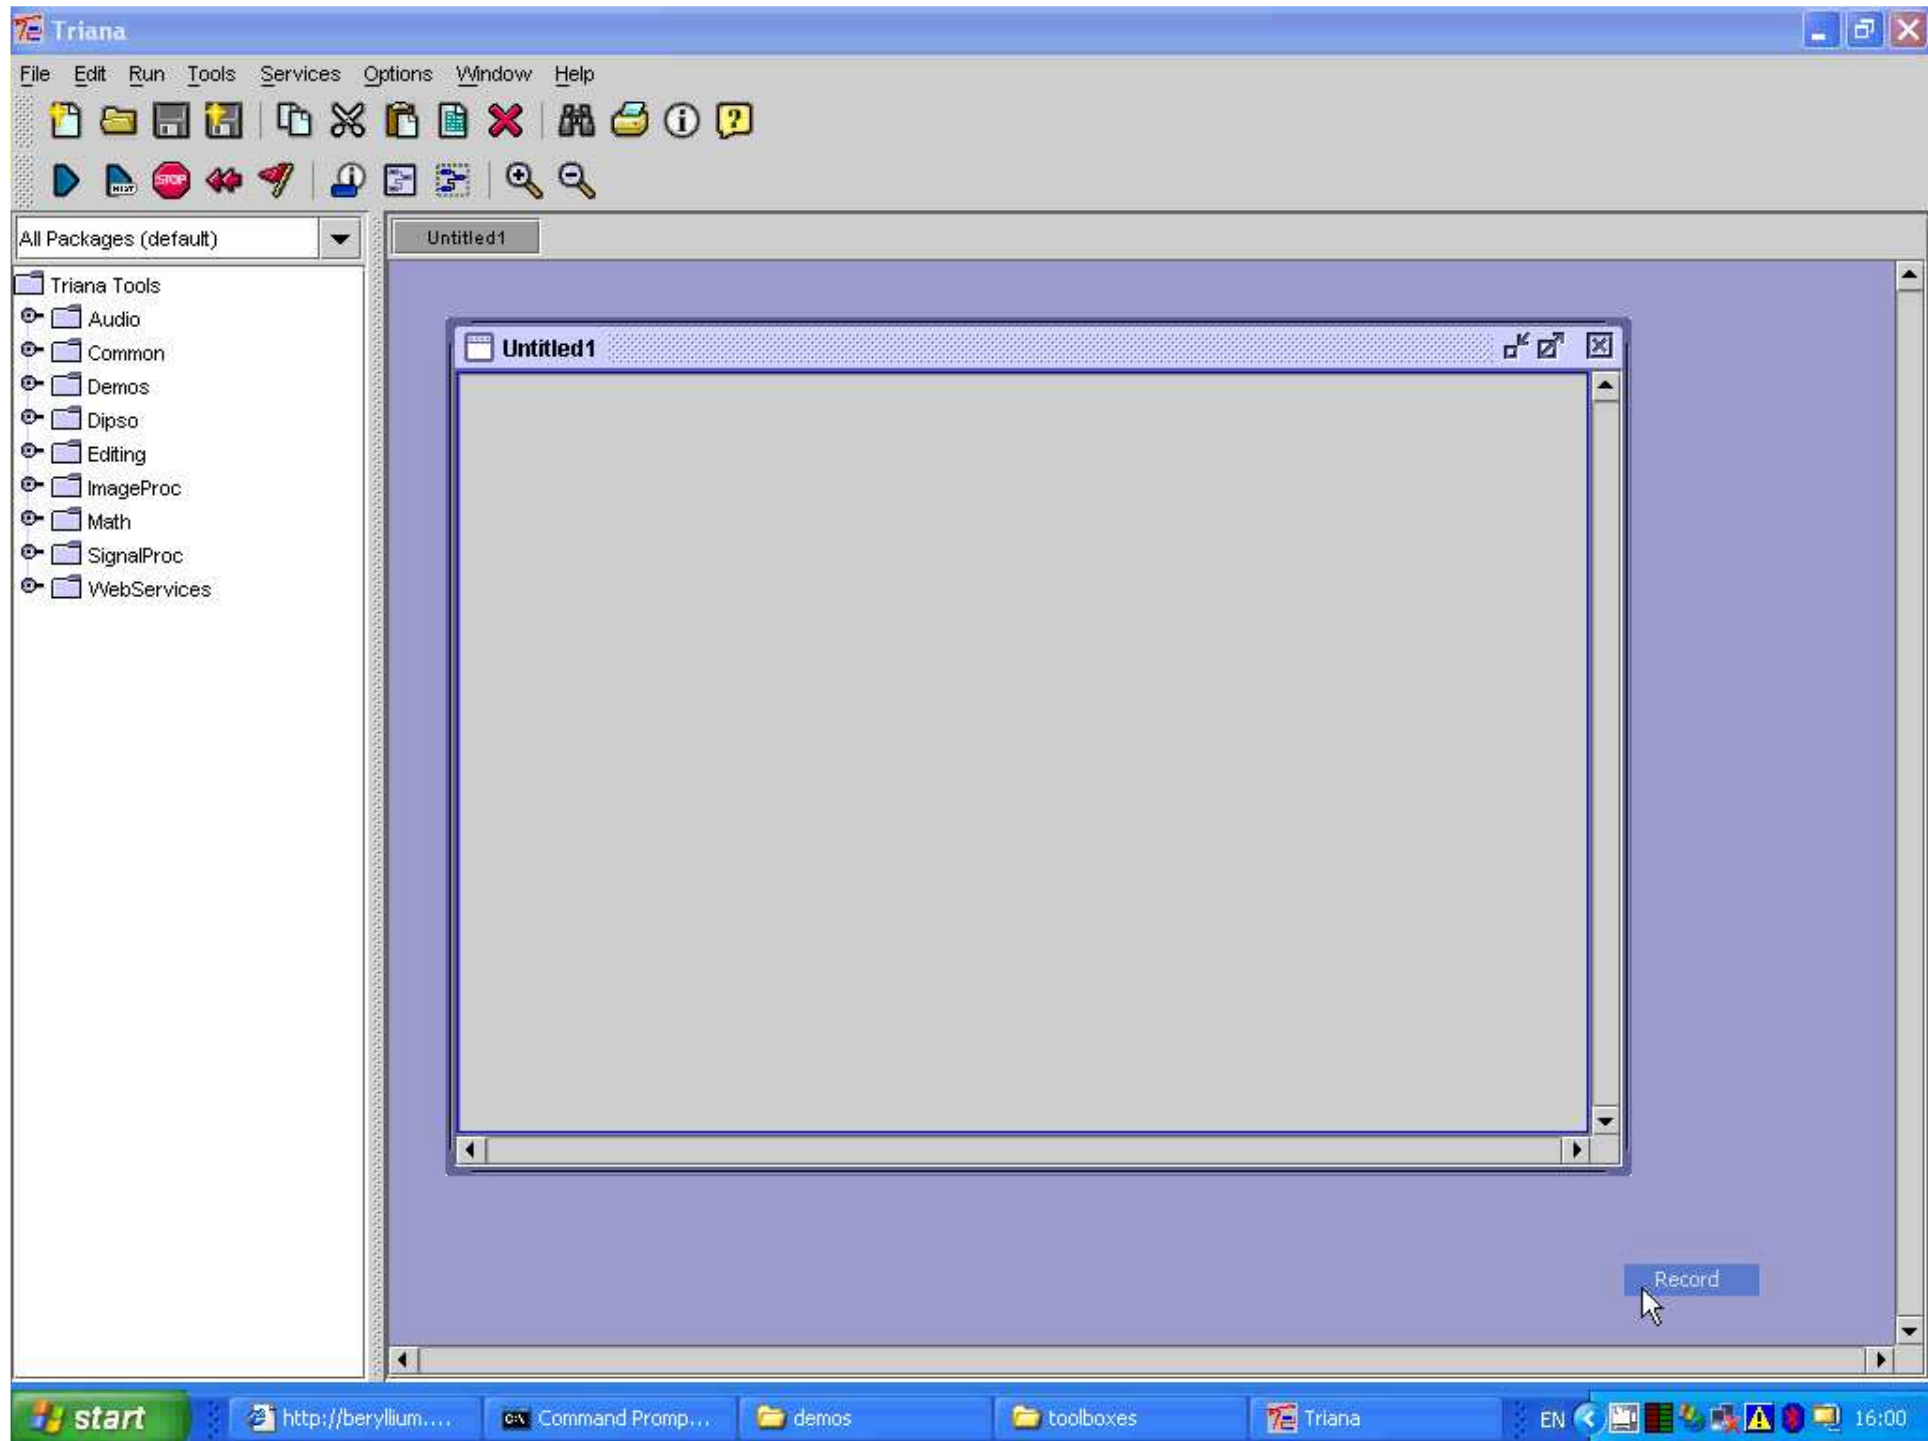 Triana
File Edit Run Tools Services Options Window Help
STOP
All Packages (default)
Untitled1
Triana Tools
Audio
Common
Demos
Dipso
Editing
ImageProc
Math
SignalProc
WebServices
Untitled1
Record
start http://beryllium.... Command Promp... demos toolboxes Triana EN 16:00